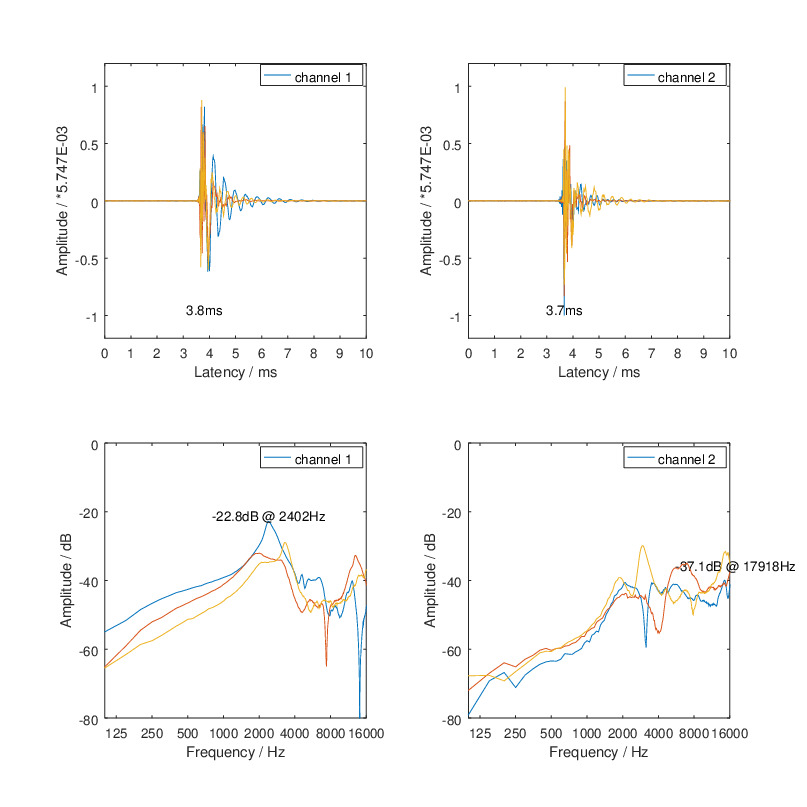 channel 1
1
0.5
0
-0.5
-1
Amplitude / *5.747E-03
3.8ms
0 1 2 3 4 5 6 7 8 9 10
Latency / ms
channel 2
1
0.5
0
-0.5
-1
Amplitude / *5.747E-03
3.7ms
0 1 2 3 4 5 6 7 8 9 10
Latency / ms
channel 1
0
-20
-40
-60
-80
Amplitude / dB
-22.8dB @ 2402Hz
125 250 500 1000 2000 4000 8000 16000
Frequency / Hz
channel 2
0
-20
-40
-60
-80
Amplitude / dB
-37.1dB @ 17918Hz
125 250 500 1000 2000 4000 8000 16000
Frequency / Hz